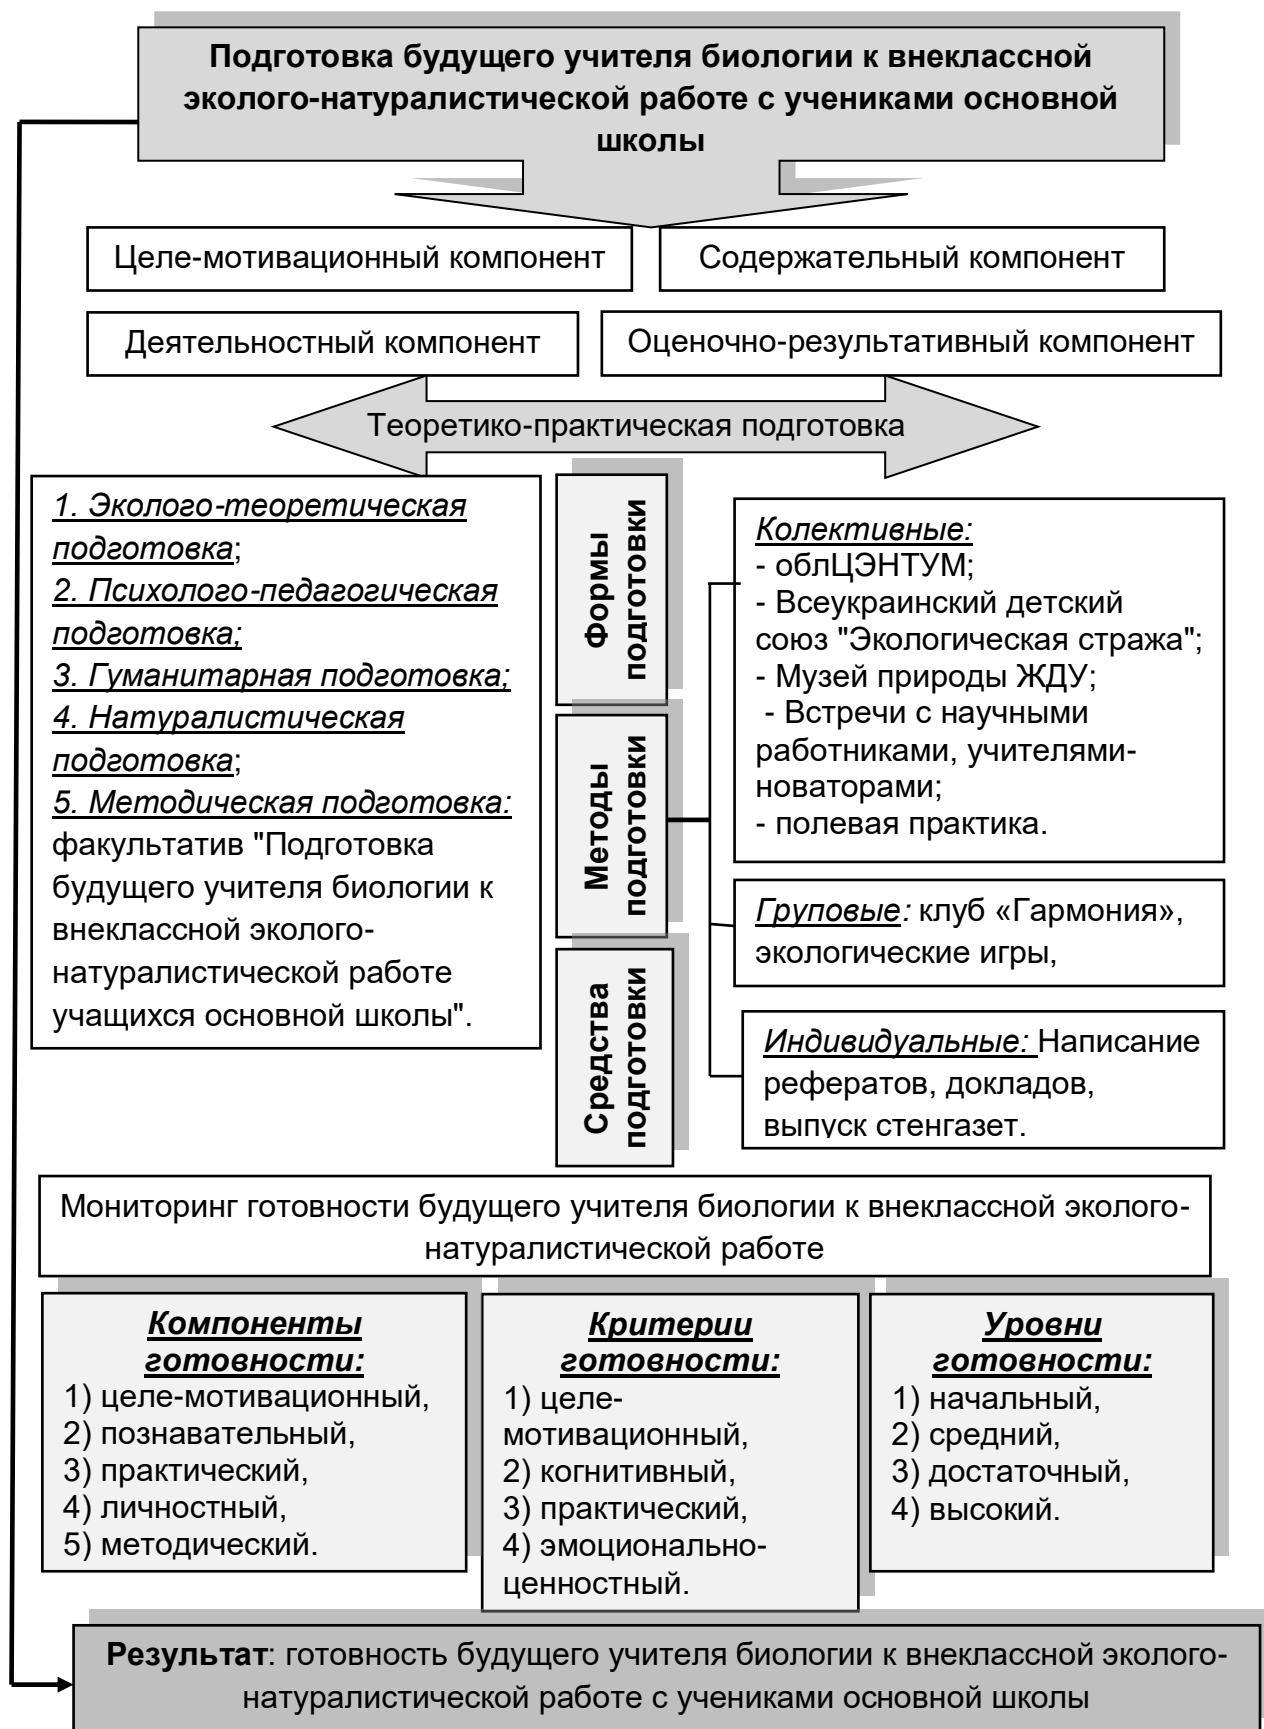 Подготовка будущего учителя биологии к внеклассной
эколого-натуралистической работе с учениками основной
школы
Целе-мотивационный компонент
Содержательный компонент
Деятельностный компонент
Оценочно-результативный компонент
Теоретико-практическая подготовка
1. Эколого-теоретическая
подготовка;
2. Психолого-педагогическая
подготовка;
3. Гуманитарная подготовка;
4. Натуралистическая
подготовка;
5. Методическая подготовка:
факультатив "Подготовка
будущего учителя биологии к
внеклассной эколого-
натуралистической работе
учащихся основной школы".
Формы
подготовки
Методы
подготовки
Средства
подготовки
Колективные:
- облЦЭНТУМ;
- Всеукраинский детский
союз "Экологическая стража";
- Музей природы ЖДУ;
- Встречи с научными
работниками, учителями-
новаторами;
- полевая практика.
Груповые: клуб «Гармония»,
экологические игры,
Индивидуальные: Написание
рефератов, докладов,
выпуск стенгазет.
Мониторинг готовности будущего учителя биологии к внеклассной эколого-
натуралистической работе
Компоненты
готовности:
1) целе-мотивационный,
2) познавательный,
3) практический,
4) личностный,
5) методический.
Критерии
готовности:
1) целе-
мотивационный,
2) когнитивный,
3) практический,
4) эмоционально-
ценностный.
Уровни
готовности:
1) начальный,
2) средний,
3) достаточный,
4) высокий.
Результат: готовность будущего учителя биологии к внеклассной эколого-
натуралистической работе с учениками основной школы